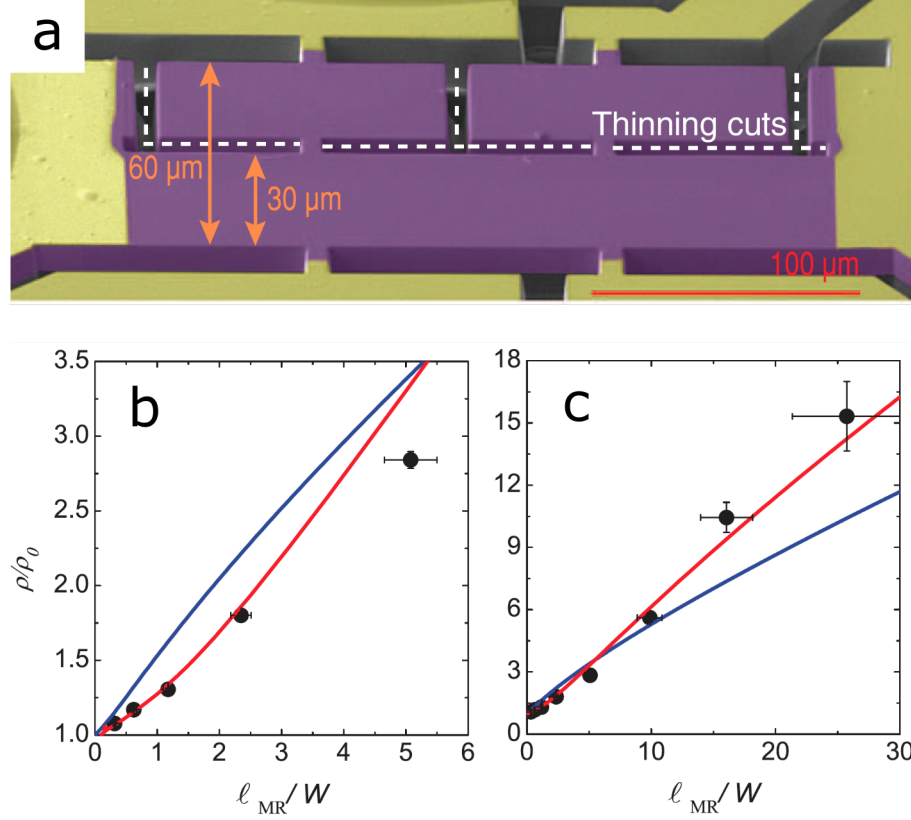 a
Thinning cuts
60 μm
30 μm
100 μm
b
3.5
3.0
2.5
2.0
1.5
1.0
0 1 2 3 4 5 6
ρ/ρ0
ℓ MR/W
c
18
15
12
9
6
3
0
0 10 20 30
ℓ MR/W